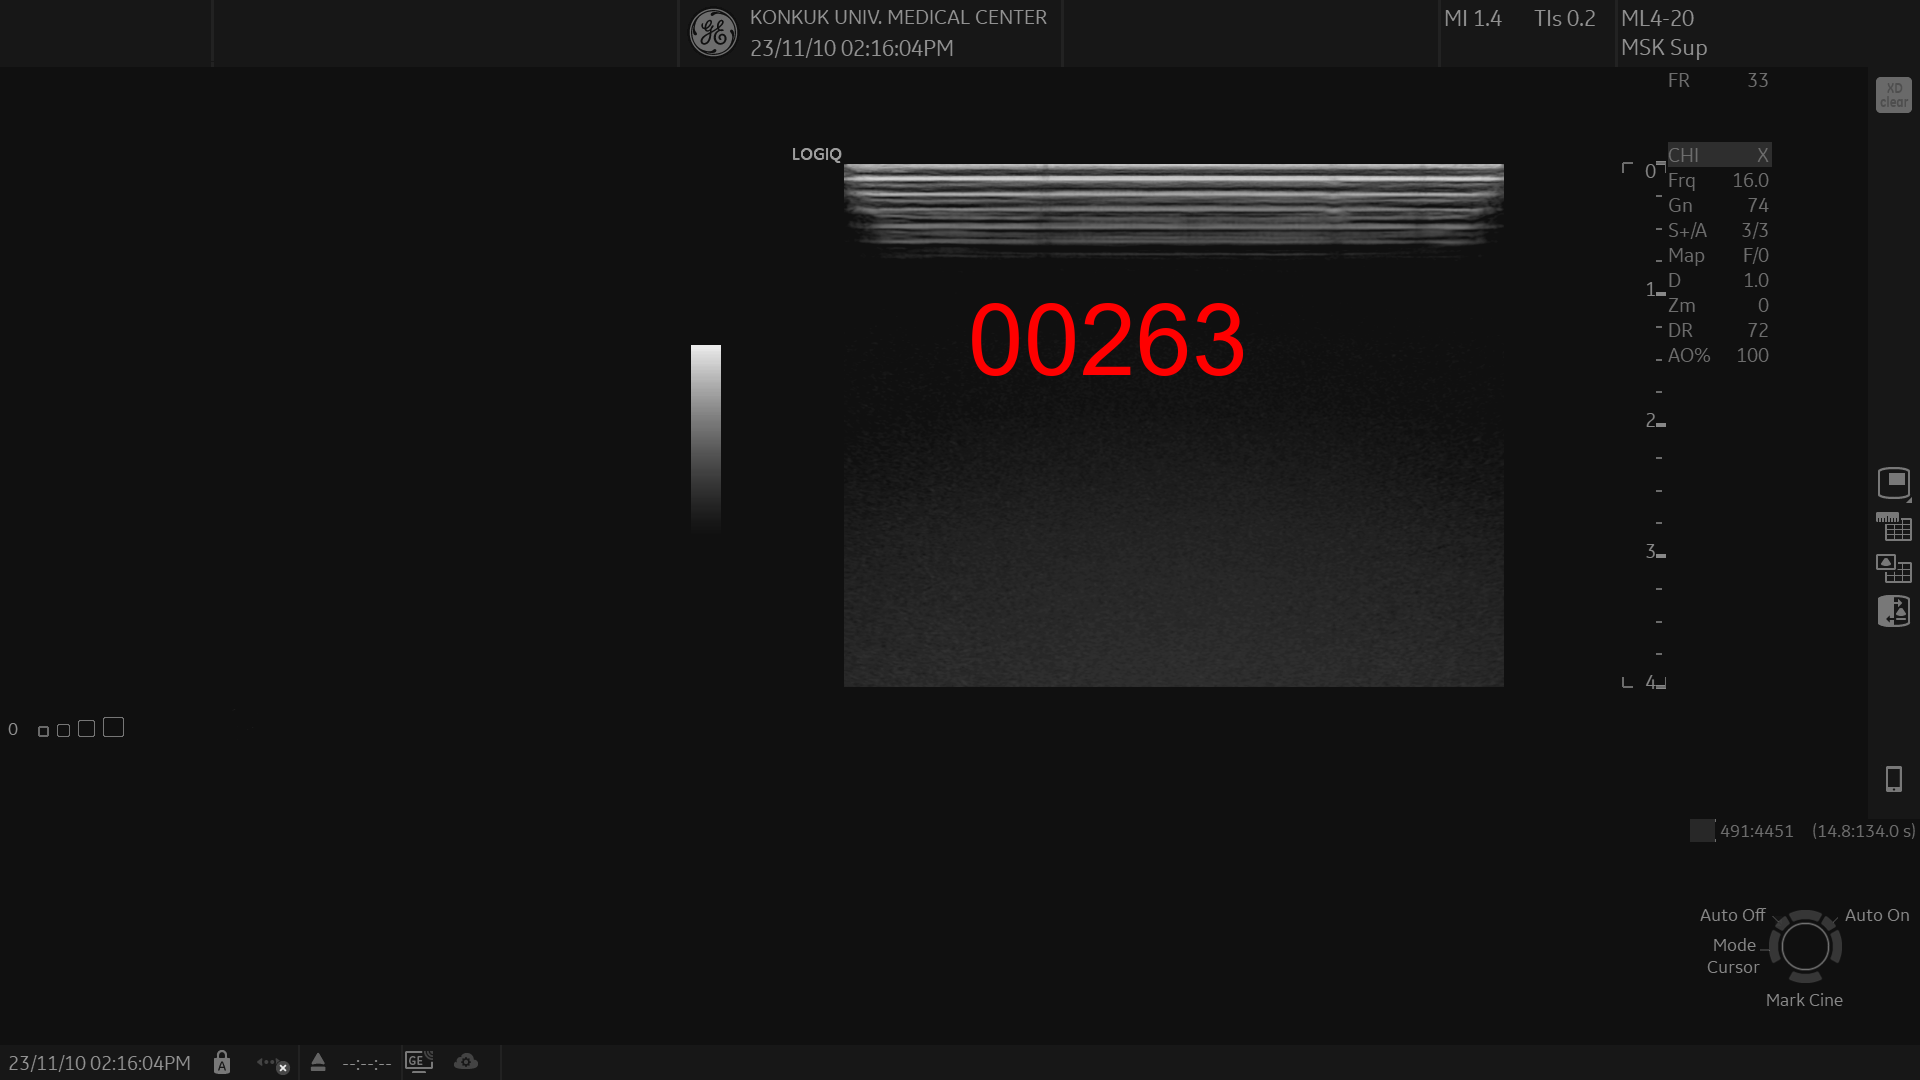 KONKUK UNIV. MEDICAL CENTER
23/11/10 02:16:04PM
MI 1.4 TIs 0.2
ML4-20
MSK Sup
FR 33
XD
clear
LOGIQ
CHI X
Frq 16.0
Gn 74
S+/A 3/3
Map F/0
D 1.0
Zm 0
DR 72
AO% 100
0
1
2
3
4
00263
0
491:4451 (14.8:134.0 s)
Auto Off
Auto On
Mode
Cursor
Mark Cine
23/11/10 02:16:04PM
A
--:--:--
GE